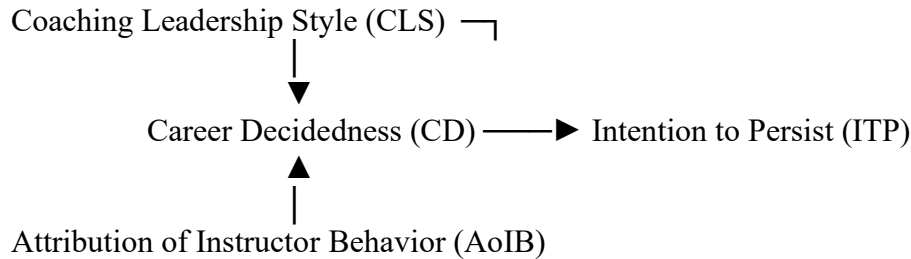 Coaching Leadership Style (CLS)
Career Decidedness (CD)
Intention to Persist (ITP)
Attribution of Instructor Behavior (AoIB)